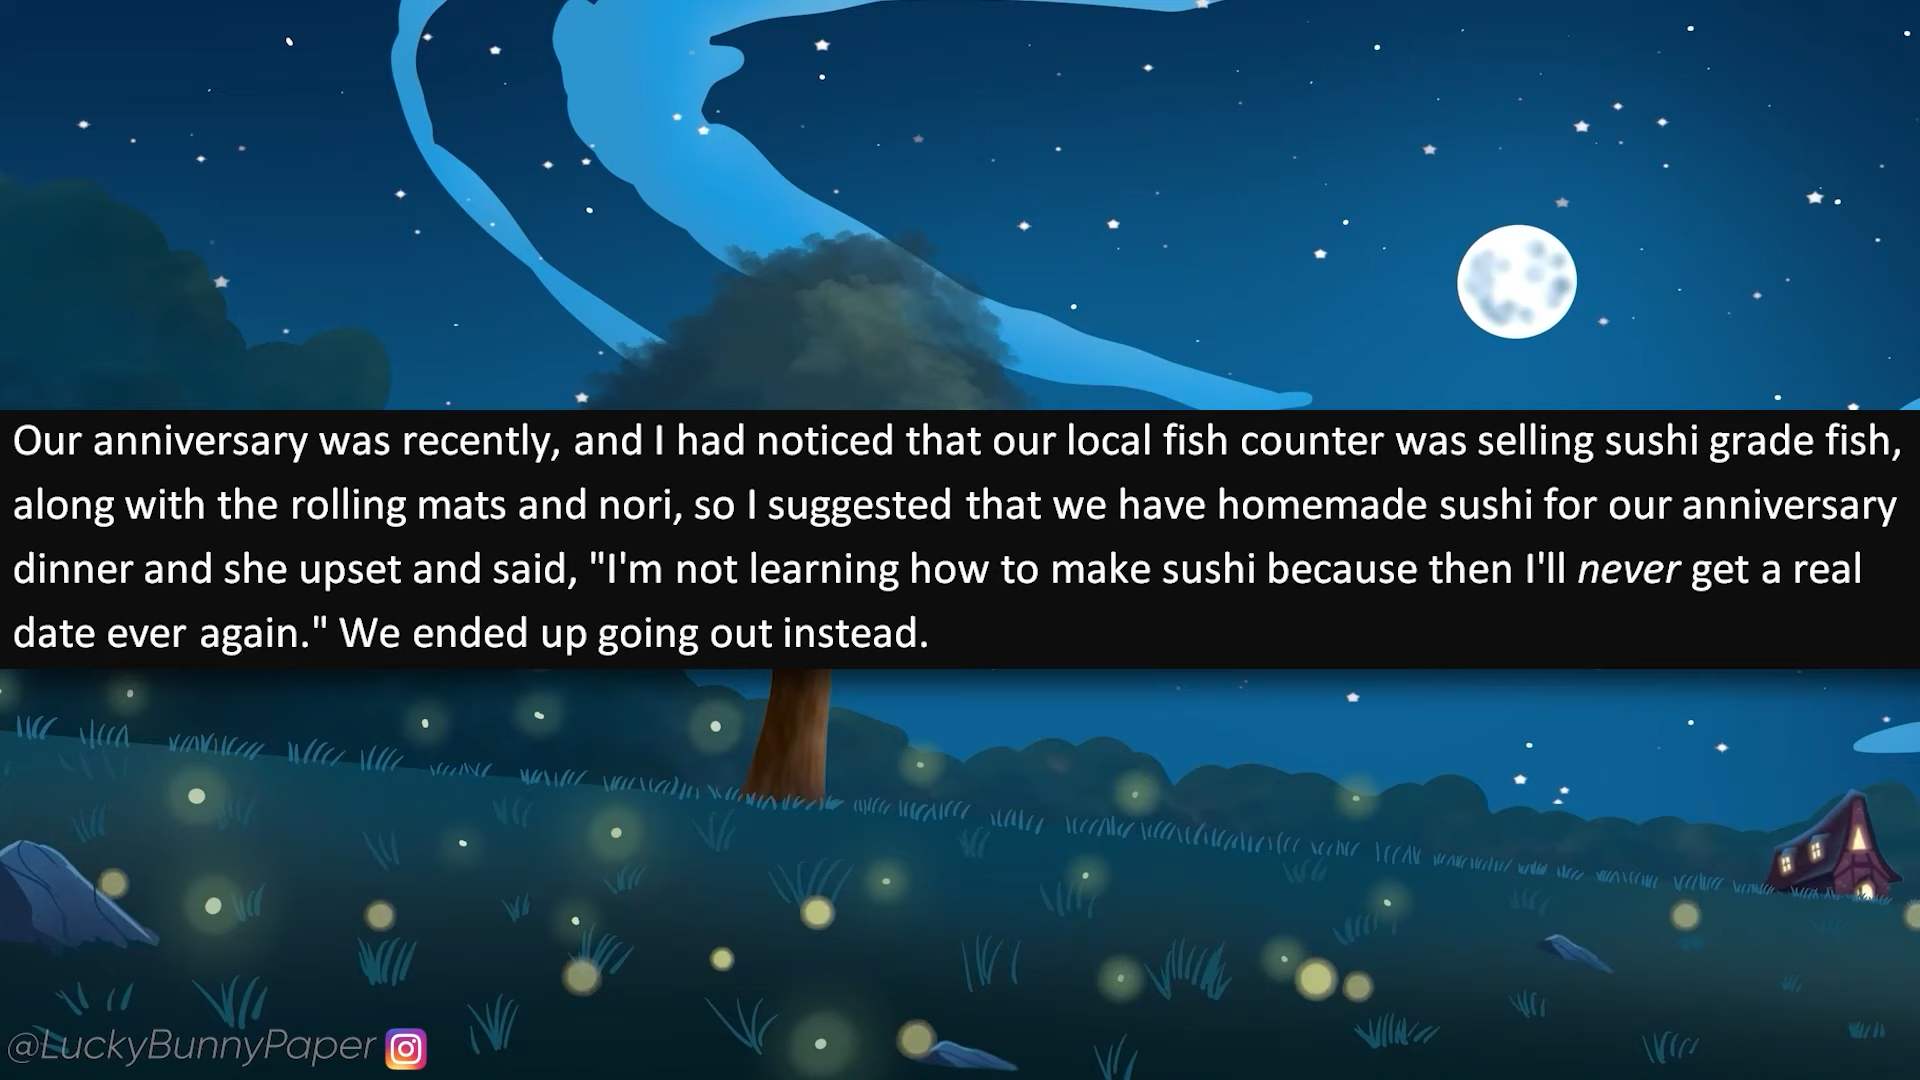 Our anniversary was recently, and I had noticed that our local fish counter was selling sushi grade fish,
along with the rolling mats and nori, so I suggested that we have homemade sushi for our anniversary
dinner and she upset and said, "I'm not learning how to make sushi because then I'll never get a real
date ever again." We ended up going out instead.
@LuckyBunnyPaper